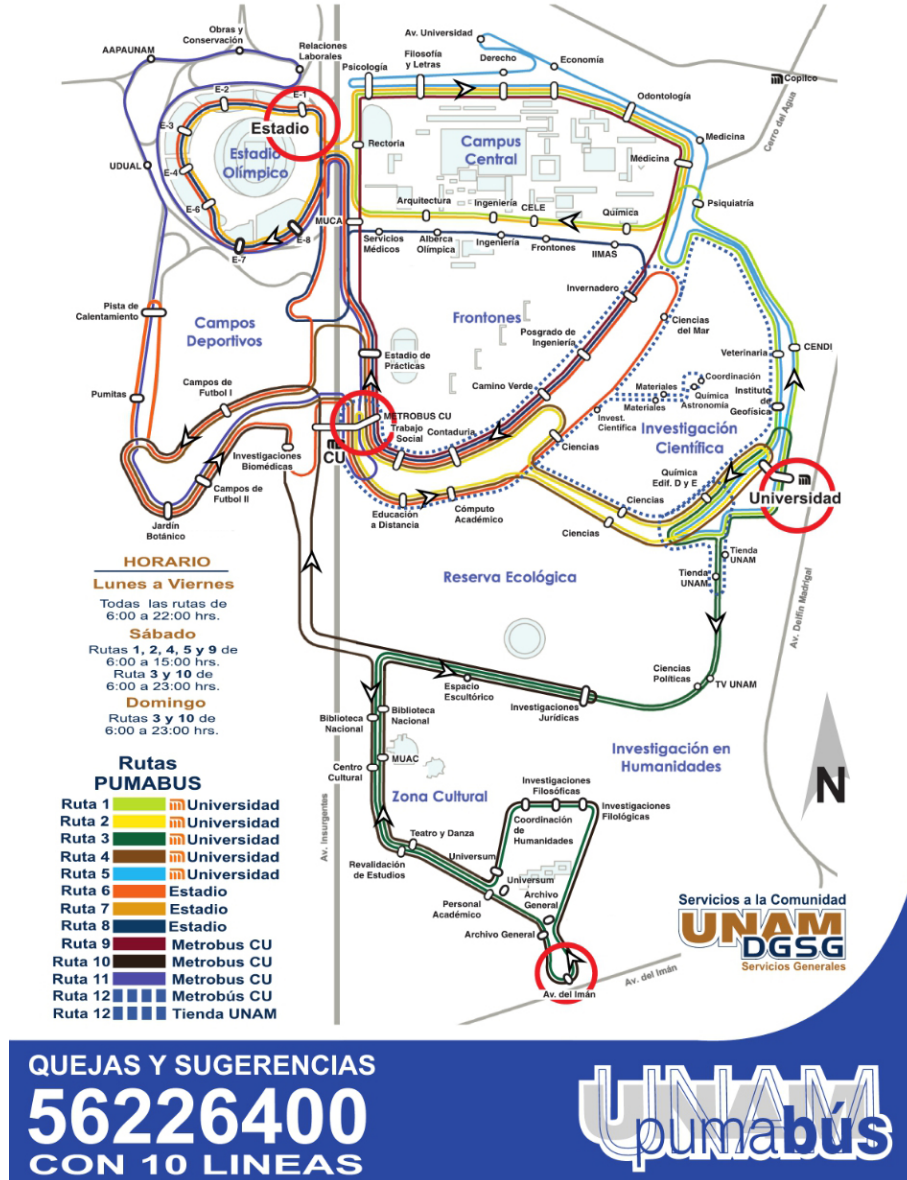 Av. Universidad
Obras y
Conservación
AAPAUNAM
Relaciones
Laborales
Psicología
Filosofía
y Letras
Derecho
Economía
Copilco
Cerro del Agua
E-1
E-2
E-3
E-4
E-6
E-7
E-8
Estadio
Estadio
Olímpico
Rectoria
Campus
Central
Odontología
Medicina
Medicina
UDUAL
Arquitectura
Ingeniería
CELE
Química
Psiquiatría
MUCA
Servicios
Médicos
Alberca
Olímpica
Ingeniería
Frontones
IIMAS
Pista de
Calentamiento
Campos
Deportivos
Frontones
Invernadero
Ciencias
del Mar
Posgrado de
Ingeniería
Estadio de
Prácticas
Veterinaria
CENDI
Pumitas
Campos de
Futbol I
Camino Verde
Coordinación
Materiales
Química
Materiales
Astronomía
Instituto
de
Geofísica
METROBUS CU
Trabajo
Social
Contaduria
Invest.
Científica
Investigación
Científica
CU
Investigaciones
Biomédicas
Ciencias
Campos de
Futbol II
Química
Edif. D y E
Universidad
Jardín
Botánico
Educación
a Distancia
Cómputo
Académico
Ciencias
Ciencias
Tienda
UNAM
Tienda
UNAM
Reserva Ecológica
Av. Delfin Madrigal
HORARIO
Lunes a Viernes
Todas las rutas de
6:00 a 22:00 hrs.
Sábado
Rutas 1, 2, 4, 5 y 9 de
6:00 a 15:00 hrs.
Ruta 3 y 10 de
6:00 a 23:00 hrs.
Domingo
Rutas 3 y 10 de
6:00 a 23:00 hrs.
Espacio
Escultórico
Ciencias
Políticas
TV UNAM
Investigaciones
Jurídicas
Biblioteca
Nacional
Biblioteca
Nacional
Centro
Cultural
MUAC
Investigación en
Humanidades
Zona Cultural
Av. Insurgentes
N
Investigaciones
Filosóficas
Investigaciones
Filológicas
Coordinación
de
Humanidades
Teatro y Danza
Revalidación
de Estudios
Universum
Universum
Personal
Académico
Archivo
General
Archivo General
Av. del Imán
Av. del Imán
Rutas
PUMABUS
Ruta 1 Universidad
Ruta 2 Universidad
Ruta 3 Universidad
Ruta 4 Universidad
Ruta 5 Universidad
Ruta 6 Estadio
Ruta 7 Estadio
Ruta 8 Estadio
Ruta 9 Metrobus CU
Ruta 10 Metrobus CU
Ruta 11 Metrobus CU
Ruta 12 Metrobús CU
Ruta 12 Tienda UNAM
Servicios a la Comunidad
UNAM
DGSG
Servicios Generales
QUEJAS Y SUGERENCIAS
56226400
CON 10 LINEAS
UNAM
pumabús